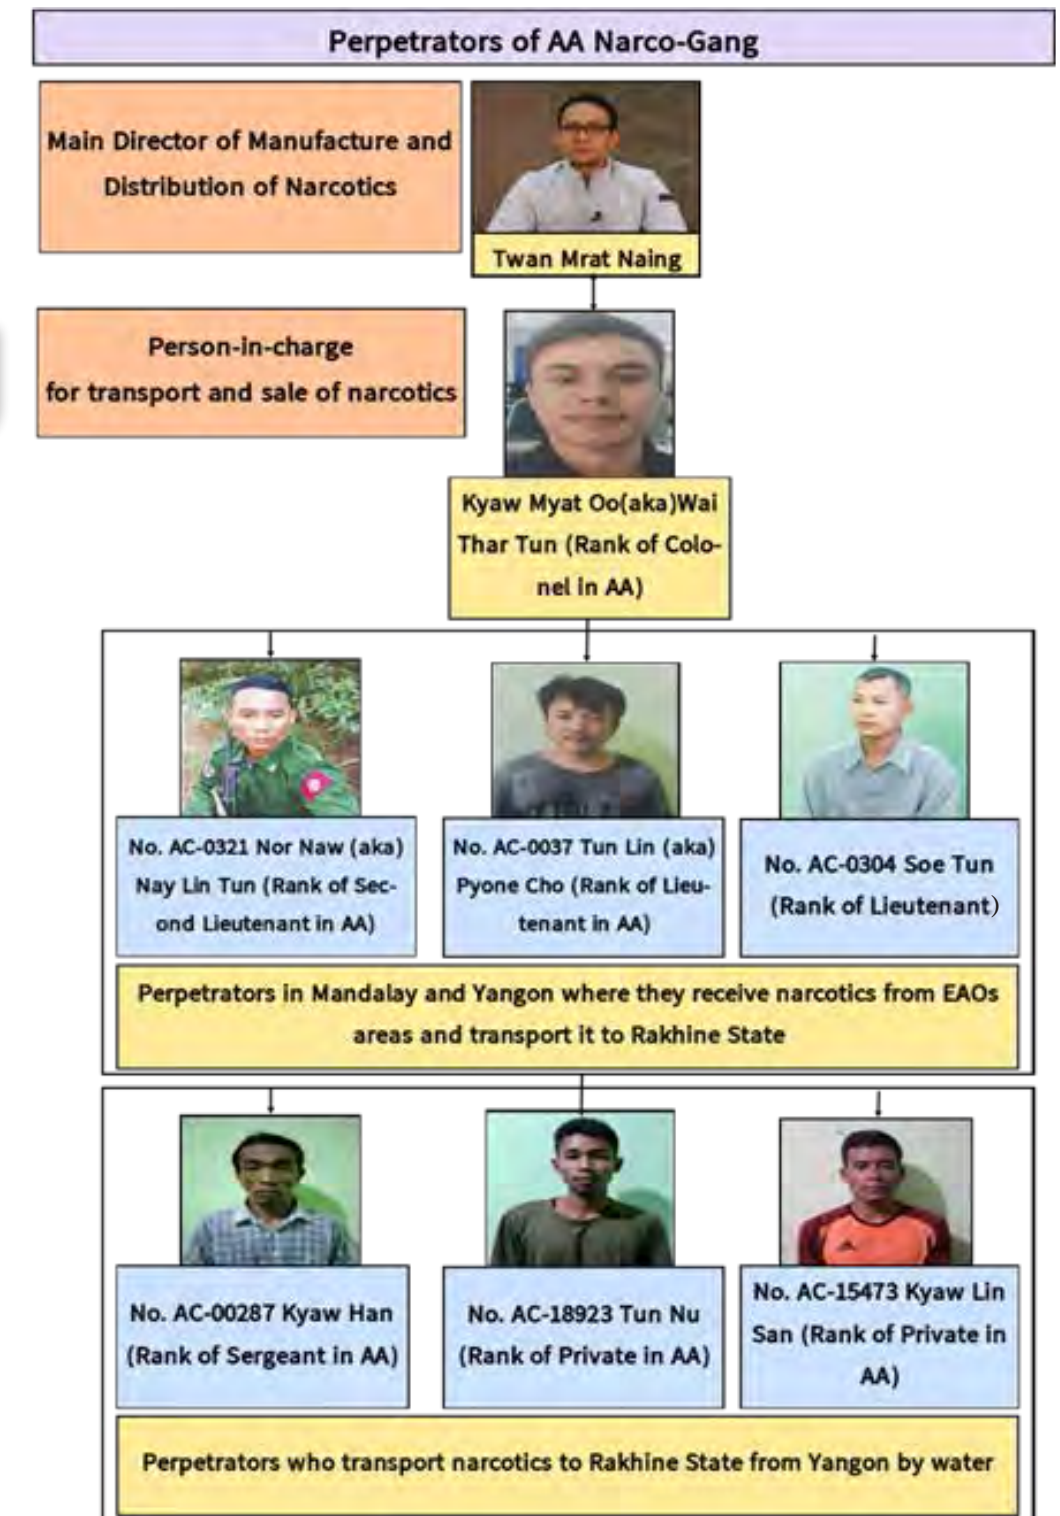 Perpetrators of AA Narco-Gang
Main Director of Manufacture and
Distribution of Narcotics
Twan Mrat Naing
Person-in-charge
for transport and sale of narcotics
Kyaw Myat Oo(aka)Wai
Thar Tun (Rank of Colo-
nel in AA)
No. AC-0321 Nor Naw (aka)
Nay Lin Tun (Rank of Sec-
ond Lieutenant in AA)
No. AC-0037 Tun Lin (aka)
Pyone Cho (Rank of Lieu-
tenant in AA)
No. AC-0304 Soe Tun
(Rank of Lieutenant)
Perpetrators in Mandalay and Yangon where they receive narcotics from EAOs
areas and transport it to Rakhine State
No. AC-00287 Kyaw Han
(Rank of Sergeant in AA)
No. AC-18923 Tun Nu
(Rank of Private in AA)
No. AC-15473 Kyaw Lin
San (Rank of Private in
AA)
Perpetrators who transport narcotics to Rakhine State from Yangon by water